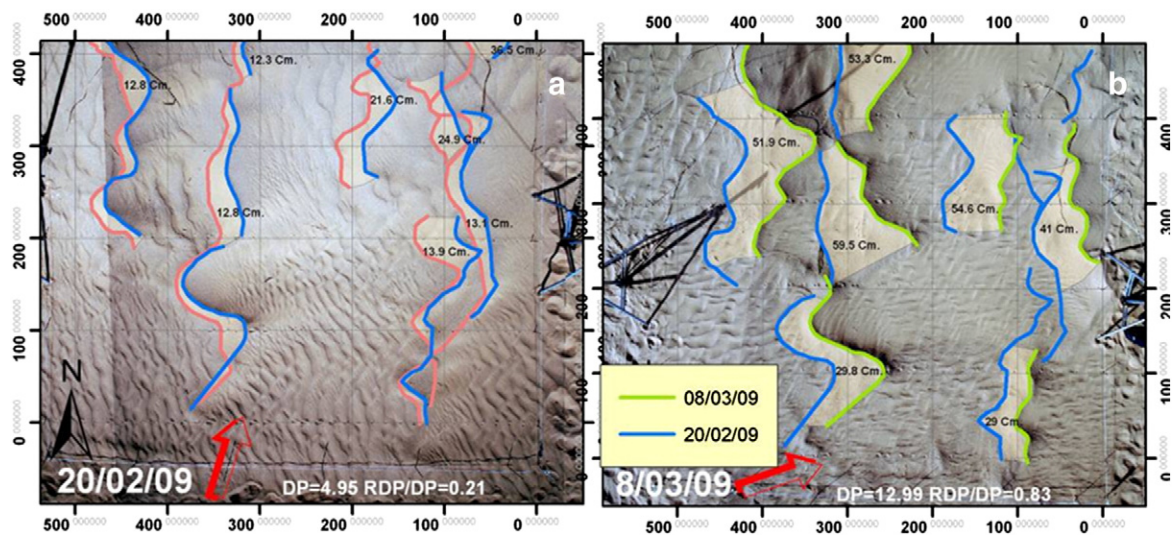 500 400 300 200 100 0
500 400 300 200 100 0
400
300
200
100
0
a
12.8 Cm.
12.3 Cm.
36.5 Cm.
21.6 Cm.
24.9 Cm.
12.8 Cm.
13.1 Cm.
13.9 Cm.
N
20/02/09
DP=4.95 RDP/DP=0.21
500 400 300 200 100 0
b
53.3 Cm.
51.9 Cm.
54.6 Cm.
41 Cm.
59.5 Cm.
29.8 Cm.
29 Cm.
08/03/09
20/02/09
8/03/09
DP=12.99 RDP/DP=0.83
400
300
200
100
0
500 400 300 200 100 0